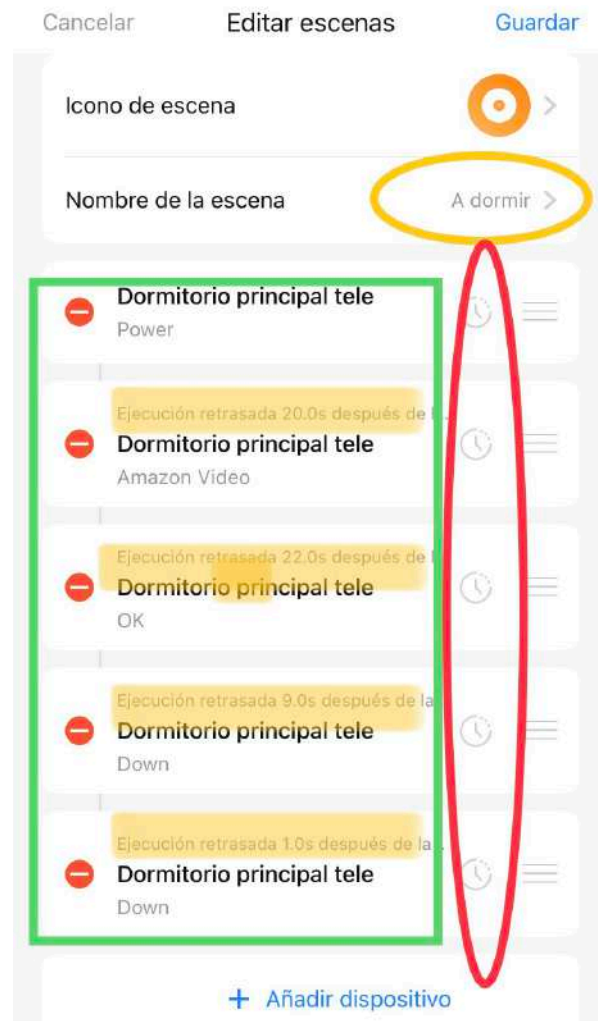 Cancelar Editar escenas Guardar
Icono de escena
Nombre de la escena A dormir
Dormitorio principal tele
Power
Ejecución retrasada 20.0s después de l...
Dormitorio principal tele
Amazon Video
Ejecución retrasada 22.0s después de l
Dormitorio principal tele
OK
Ejecución retrasada 9.0s después de la
Dormitorio principal tele
Down
Ejecución retrasada 1.0s después de la ...
Dormitorio principal tele
Down
+ Añadir dispositivo